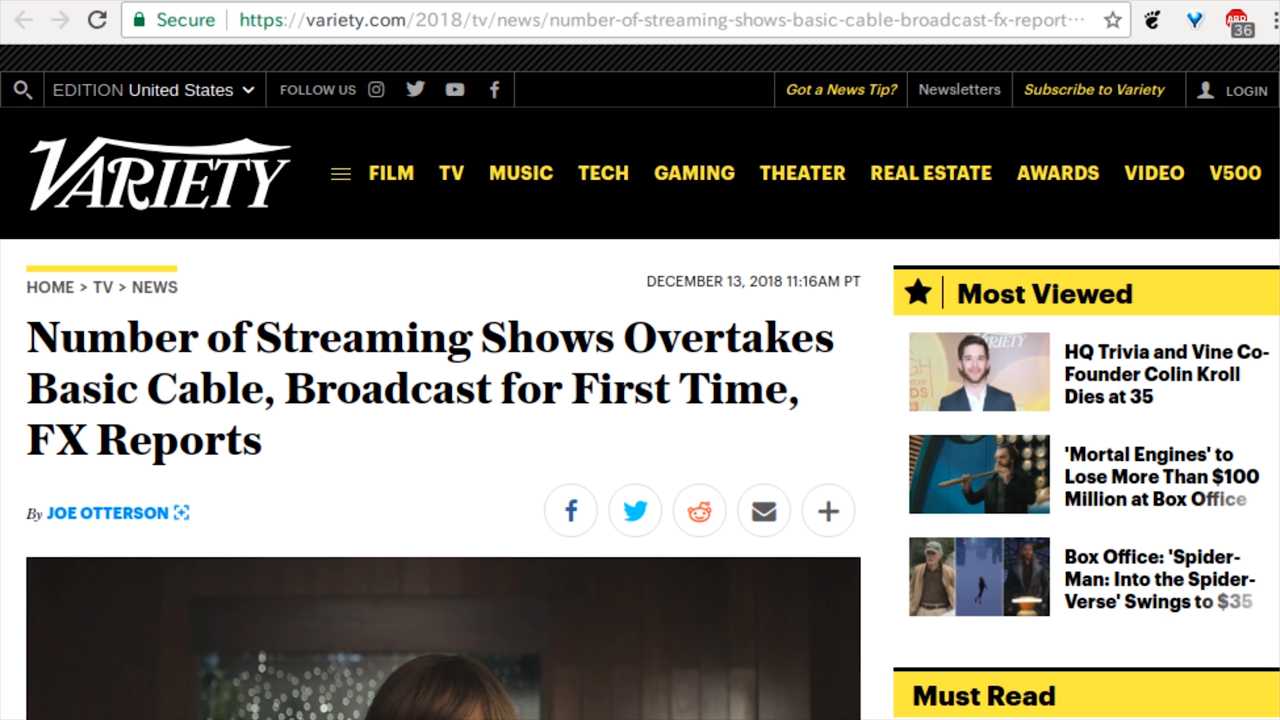 Secure https://variety.com/2018/tv/news/number-of-streaming-shows-basic-cable-broadcast-fx-report…
36
EDITION United States FOLLOW US Got a News Tip? Newsletters Subscribe to Variety LOGIN
VARIETY FILM TV MUSIC TECH GAMING THEATER REAL ESTATE AWARDS VIDEO V500
HOME > TV > NEWS
DECEMBER 13, 2018 11:16AM PT
Number of Streaming Shows Overtakes
Basic Cable, Broadcast for First Time,
FX Reports
By JOE OTTERSON
Most Viewed
HQ Trivia and Vine Co-
Founder Colin Kroll
Dies at 35
'Mortal Engines' to
Lose More Than $100
Million at Box Office
Box Office: 'Spider-
Man: Into the Spider-
Verse' Swings to $35
Must Read